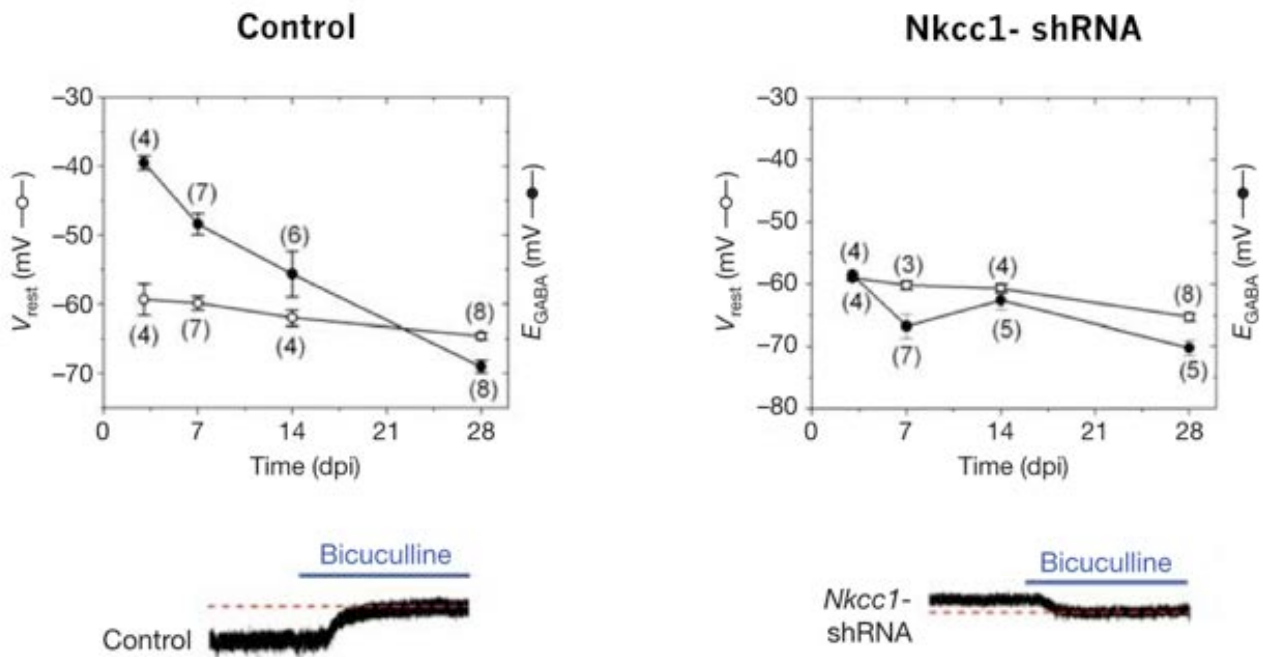 Control
Nkcc1- shRNA
–30
–40
–50
–60
–70
0
7
14
21
28
Time (dpi)
Vrest (mV —○—)
EGABA (mV —●—)
(4)
(7)
(6)
(8)
(4)
(7)
(4)
(8)
–30
–40
–50
–60
–70
–80
0
7
14
21
28
Time (dpi)
Vrest (mV —○—)
EGABA (mV —●—)
(4)
(3)
(4)
(8)
(4)
(7)
(5)
(5)
Bicuculline
Control
Bicuculline
Nkcc1-
shRNA